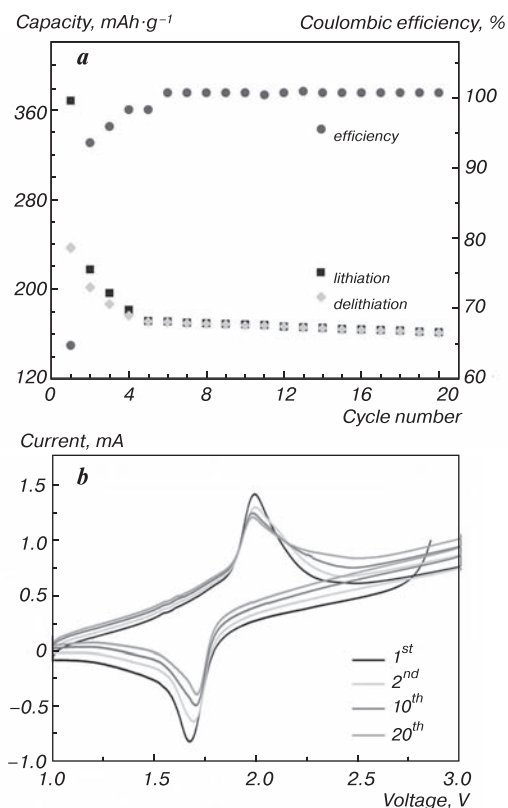 Capacity, mAh·g⁻¹ Coulombic efficiency, %
a
360 100
efficiency
90
280
80
200 lithiation
delithiation 70
120 60
0 4 8 12 16 20
Cycle number
Current, mA
b
1.5
1.0
0.5
0 1st
2nd
−0.5 10th
20th
−1.0
1.0 1.5 2.0 2.5 3.0
Voltage, V